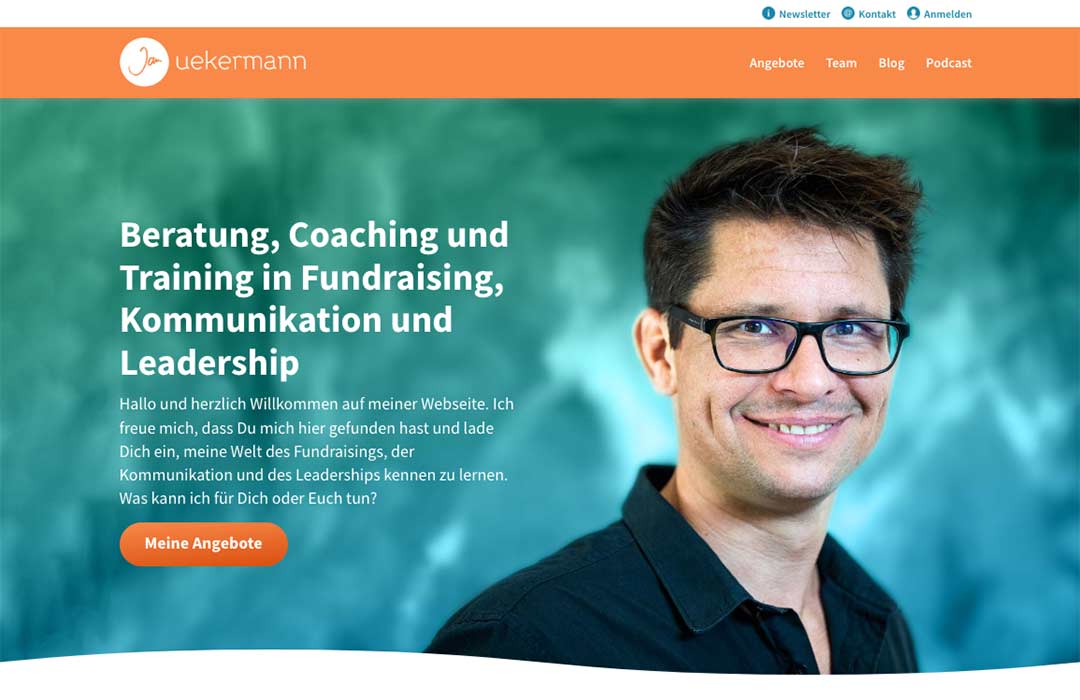 Newsletter Kontakt Anmelden
Jan uekermann
Angebote Team Blog Podcast
Beratung, Coaching und
Training in Fundraising,
Kommunikation und
Leadership
Hallo und herzlich Willkommen auf meiner Webseite. Ich
freue mich, dass Du mich hier gefunden hast und lade
Dich ein, meine Welt des Fundraisings, der
Kommunikation und des Leaderships kennen zu lernen.
Was kann ich für Dich oder Euch tun?
Meine Angebote